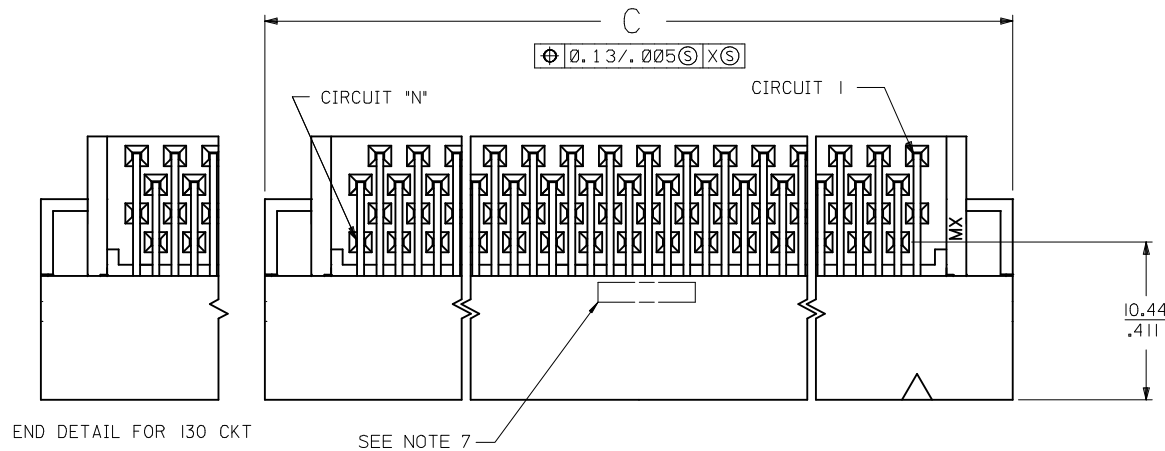 C
⌖ Ø.13/.005Ⓢ XⓈ
CIRCUIT "N"
CIRCUIT 1
MX
10.44
.411
END DETAIL FOR 130 CKT
SEE NOTE 7